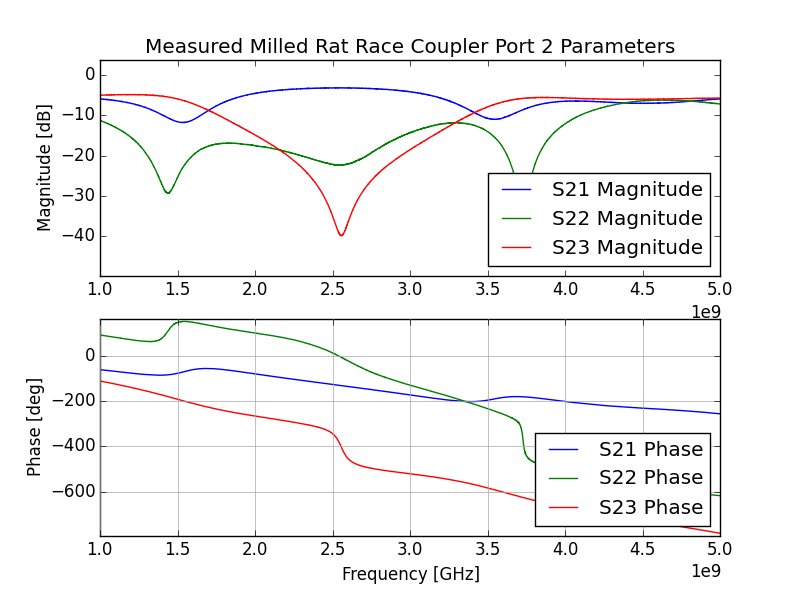 Measured Milled Rat Race Coupler Port 2 Parameters
Magnitude [dB]
0
−10
−20
−30
−40
S21 Magnitude
S22 Magnitude
S23 Magnitude
1.0 1.5 2.0 2.5 3.0 3.5 4.0 4.5 5.0
1e9
Phase [deg]
0
−200
−400
−600
S21 Phase
S22 Phase
S23 Phase
1.0 1.5 2.0 2.5 3.0 3.5 4.0 4.5 5.0
Frequency [GHz]
1e9